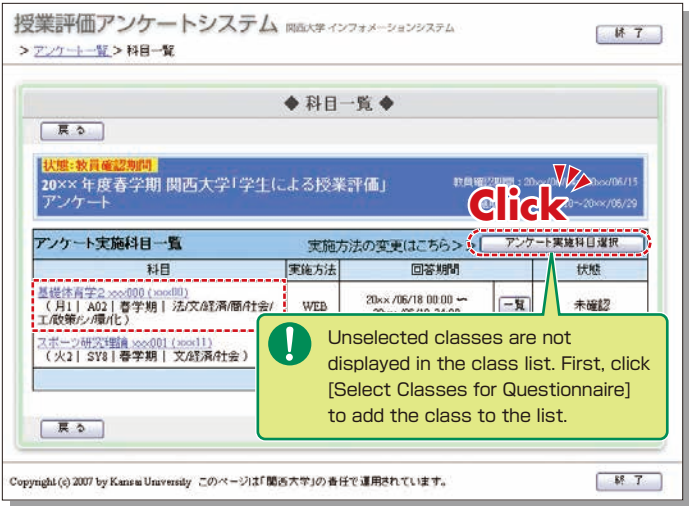 授業評価アンケートシステム 関西大学 インフォメーションシステム
終 了
> アンケート一覧 > 科目一覧
◆ 科目一覧 ◆
戻 る
状態:教員確認期間
20××年度春学期 関西大学「学生による授業評価」
アンケート
Click
アンケート実施科目一覧
実施方法の変更はこちら>>
アンケート実施科目選択
科目 実施方法 回答期間 状態
基礎体育学2 ×××000 (×××00)
( 月1| A02| 春学期| 法/文/経済/商/社会/
工/政策/シ/環/化 )
WEB
20×× /06/18 00:00 ~
一覧
未確認
スポーツ研究理論 ×××001 (×××11)
( 火2| SY8| 春学期| 文/経済/社会 )
Unselected classes are not
displayed in the class list. First, click
[Select Classes for Questionnaire]
to add the class to the list.
戻 る
Copyright (c) 2007 by Kansai University このページは「関西大学」の責任で運用されています。
終 了